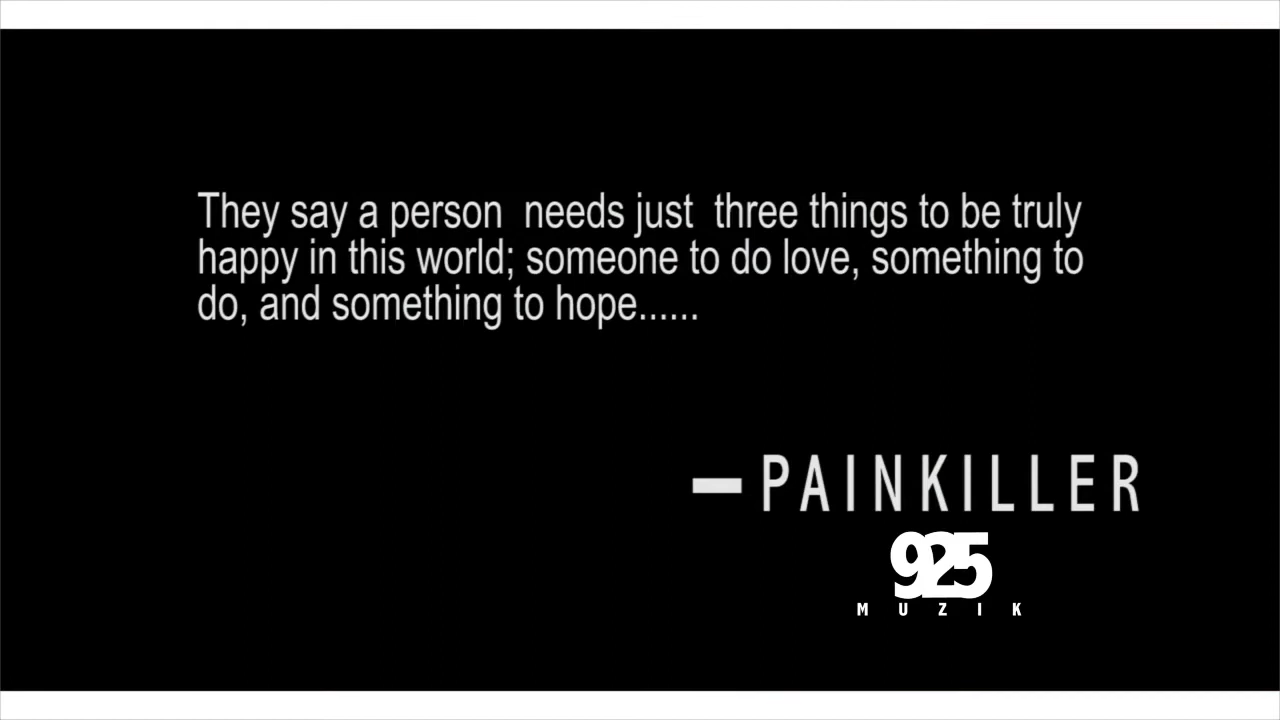 They say a person  needs just  three things to be truly
happy in this world; someone to do love, something to
do, and something to hope......
– PAINKILLER
925
MUZIK